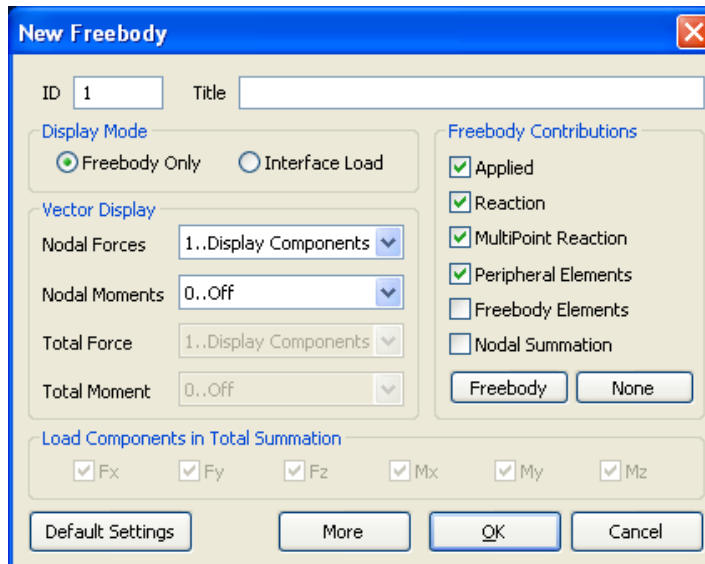 New Freebody
ID 1 Title
Display Mode
Freebody Only Interface Load
Vector Display
Nodal Forces 1..Display Components
Nodal Moments 0..Off
Total Force 1..Display Components
Total Moment 0..Off
Freebody Contributions
Applied
Reaction
MultiPoint Reaction
Peripheral Elements
Freebody Elements
Nodal Summation
Freebody None
Load Components in Total Summation
Fx Fy Fz Mx My Mz
Default Settings More OK Cancel